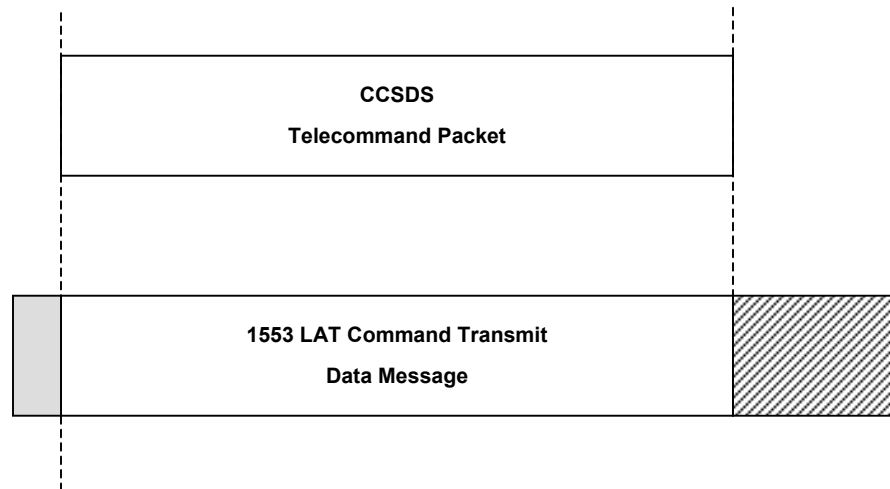 CCSDS
Telecommand Packet
1553 LAT Command Transmit
Data Message